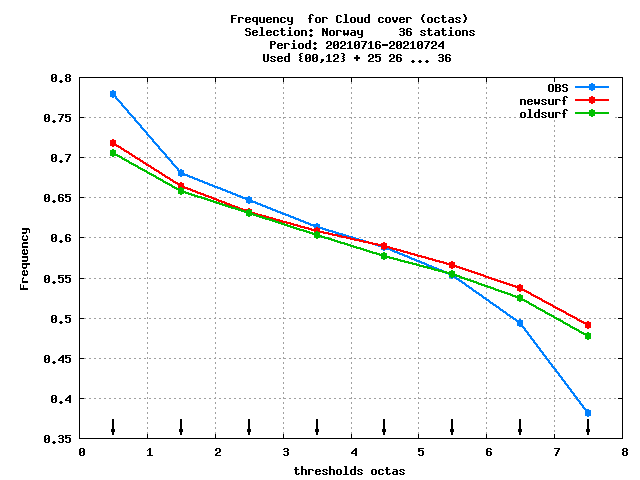 Frequency  for Cloud cover (octas)
Selection: Norway     36 stations
Period: 20210716-20210724
Used {00,12} + 25 26 ... 36
OBS
newsurf
oldsurf
0.8
0.75
0.7
0.65
0.6
0.55
0.5
0.45
0.4
0.35
Frequency
0 1 2 3 4 5 6 7 8
thresholds octas